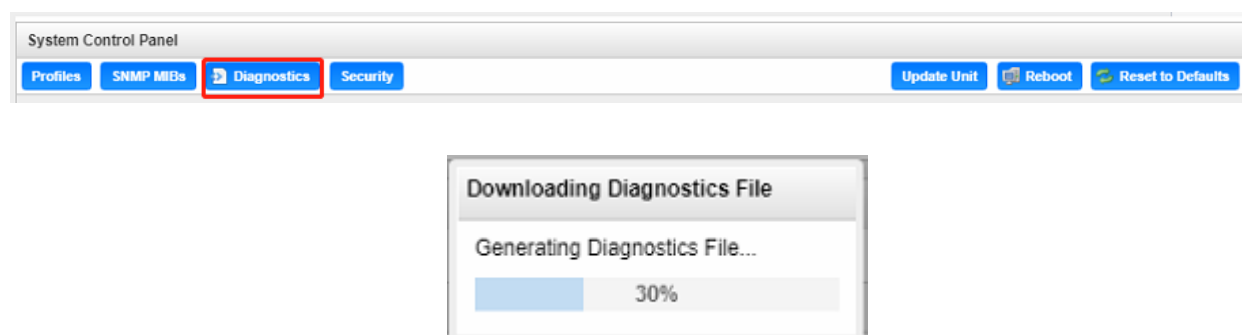 System Control Panel
Profiles SNMP MIBs Diagnostics Security Update Unit Reboot Reset to Defaults
Downloading Diagnostics File
Generating Diagnostics File...
30%